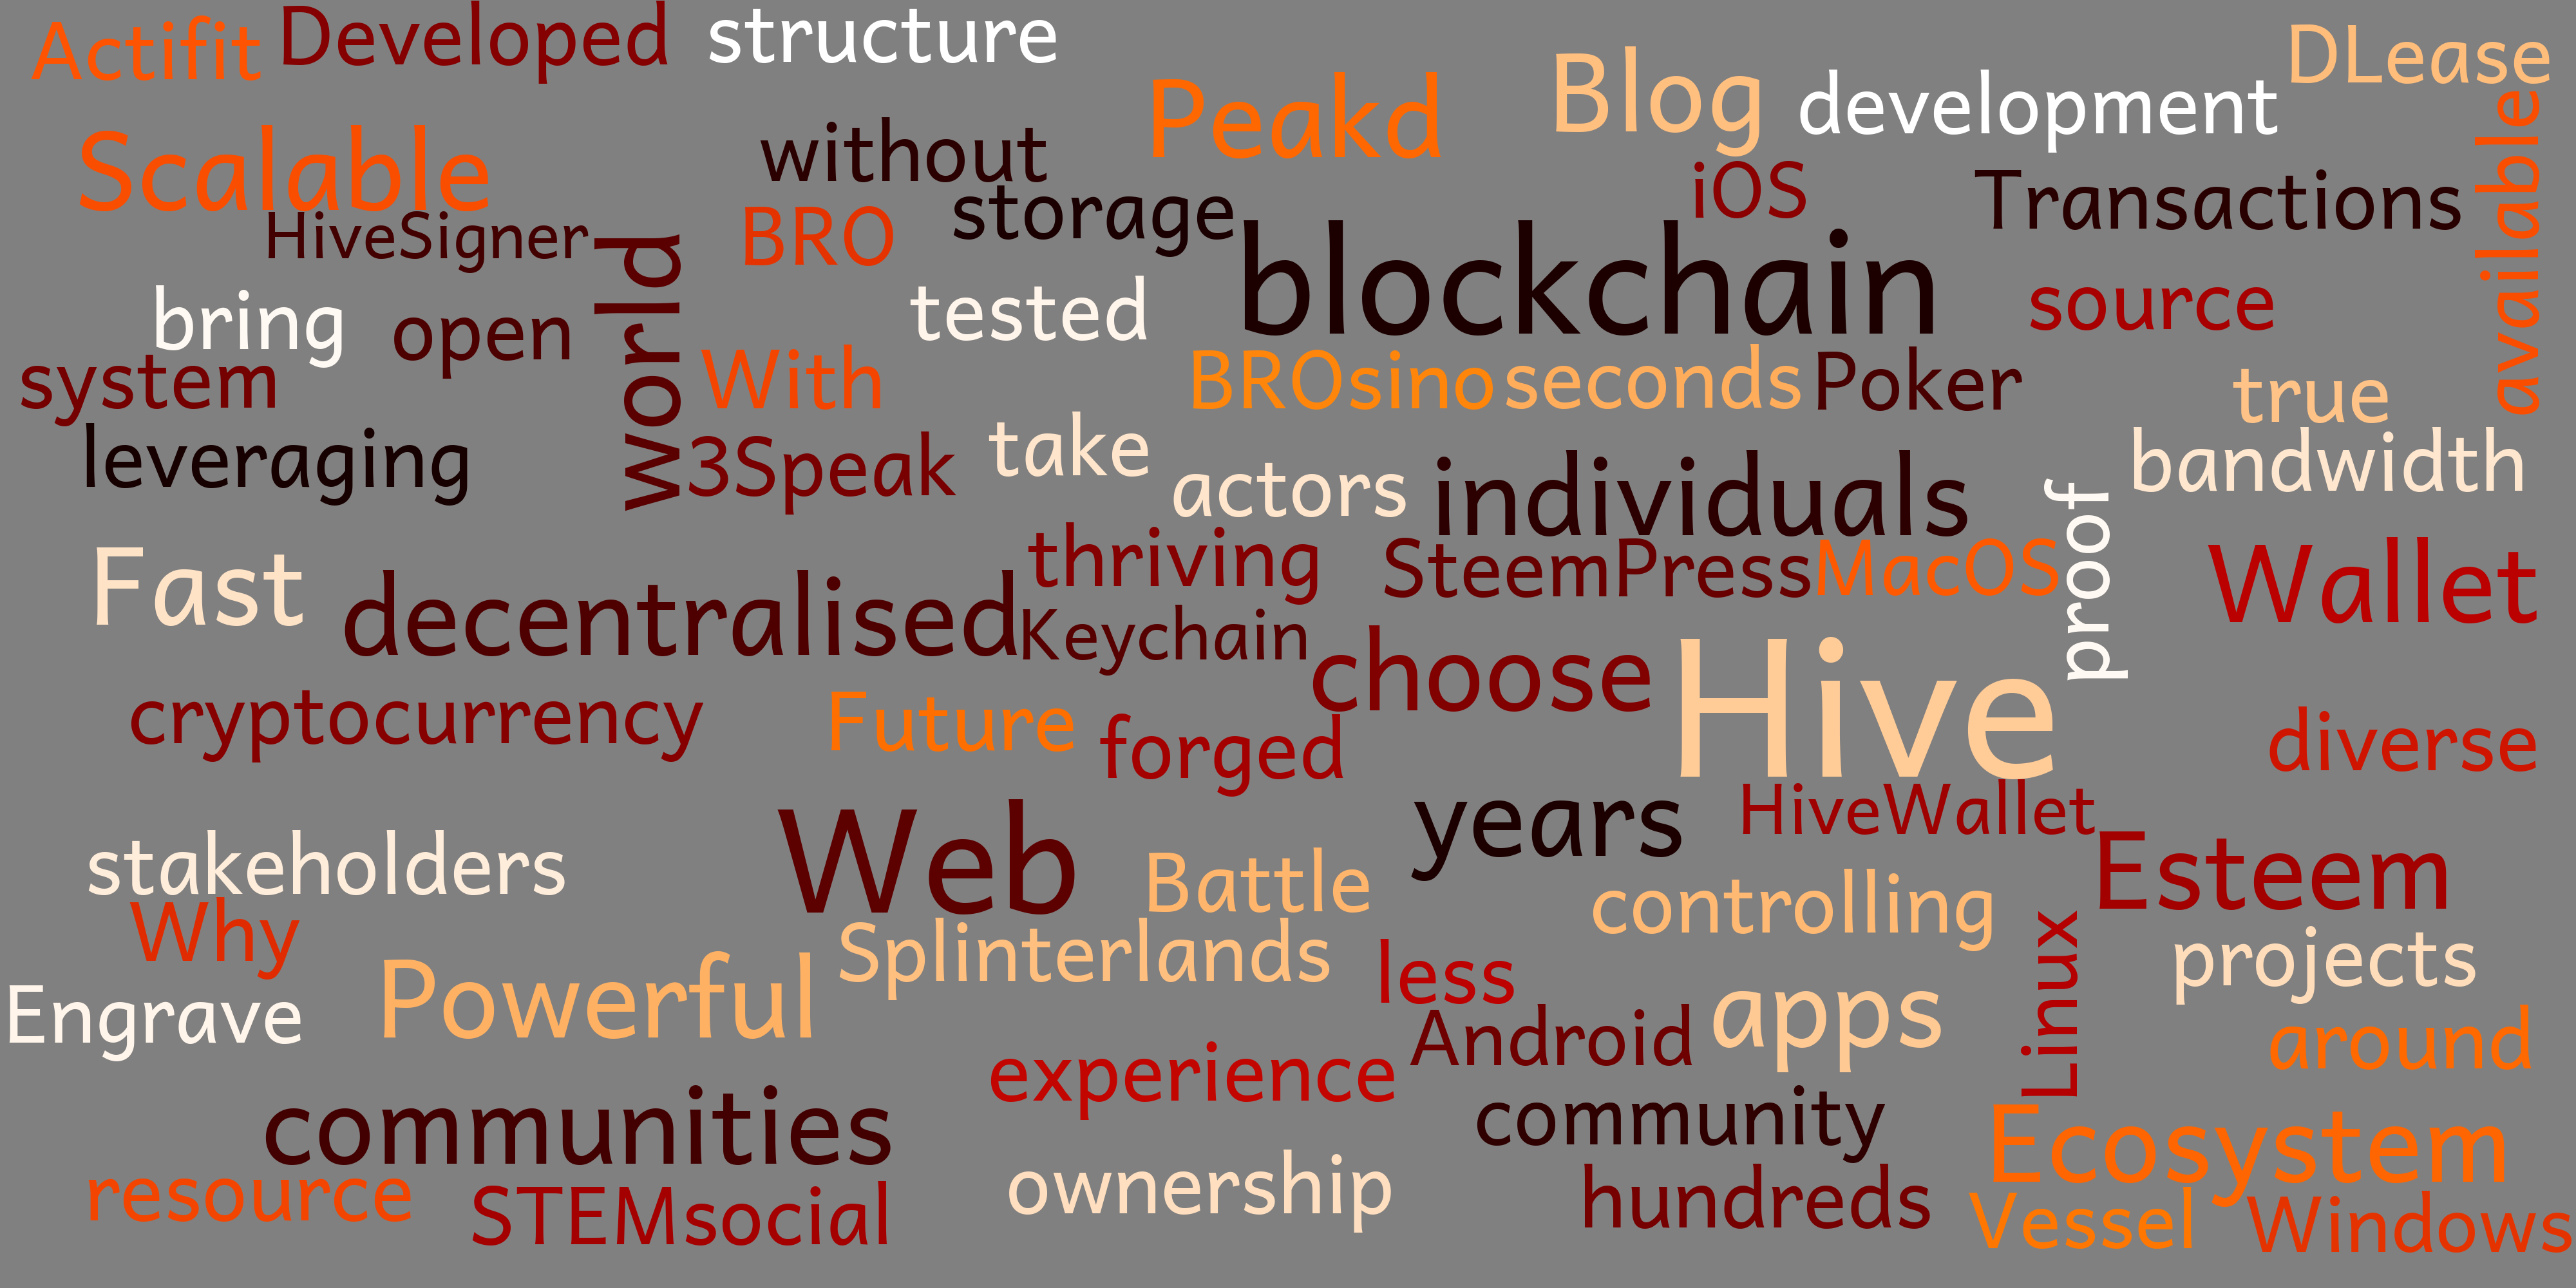 Actifit
Developed
structure
Peakd
Blog
development
DLease
available
Scalable
without
iOS
Transactions
HiveSigner
world
BRO
storage
blockchain
source
bring
open
tested
system
With
BROsino
seconds
Poker
true
leveraging
3Speak
take
actors
individuals
bandwidth
proof
Fast
decentralised
thriving
SteemPress
MacOS
Wallet
Keychain
choose
Hive
cryptocurrency
Future
forged
diverse
Web
years
HiveWallet
stakeholders
Battle
controlling
Esteem
Why
Splinterlands
less
Linux
projects
Engrave
Powerful
Android
apps
around
experience
communities
community
Ecosystem
resource
STEMsocial
ownership
hundreds
Vessel
Windows